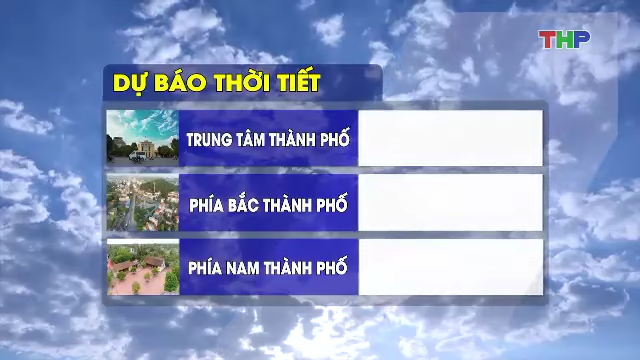 THP
DỰ BÁO THỜI TIẾT
TRUNG TÂM THÀNH PHỐ
PHÍA BẮC THÀNH PHỐ
PHÍA NAM THÀNH PHỐ